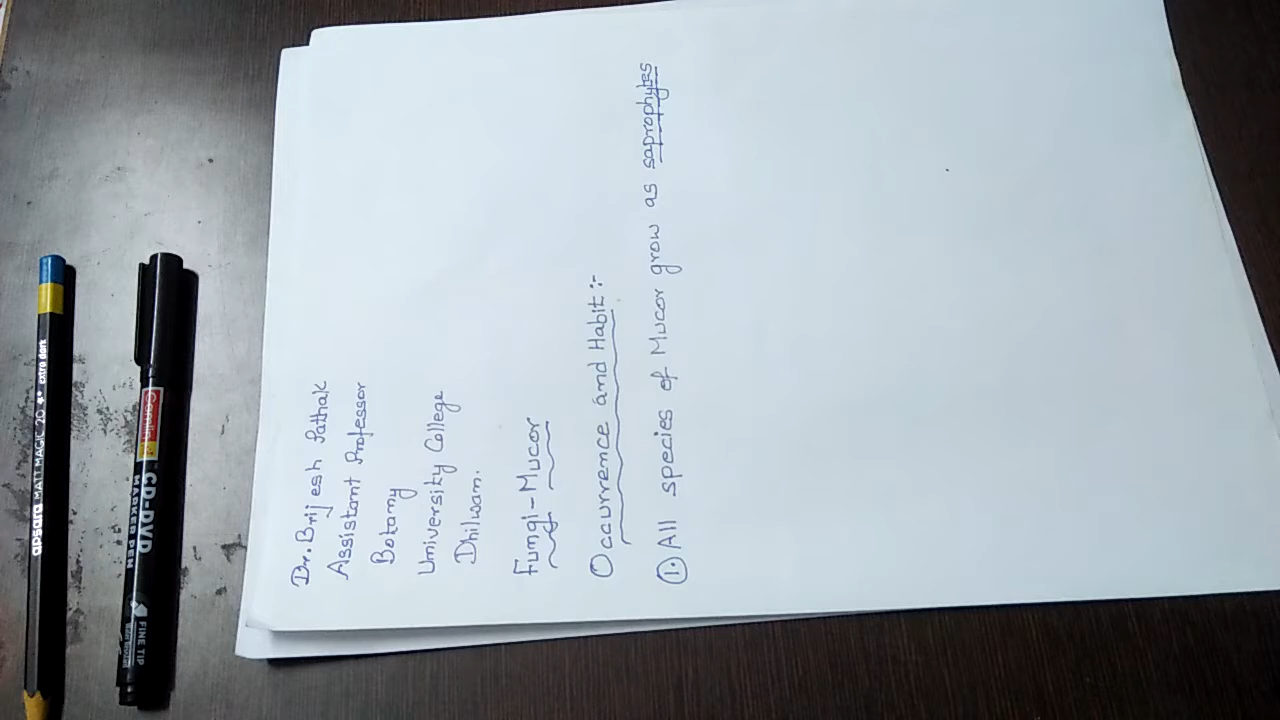 Dr. Brijesh Pathak
Assistant Professor
Botany
University College
Dhilwan.
Fungi - Mucor
Occurrence and Habit:-
1. All species of Mucor grow as saprophytes
apsara MATT MAGIC 2.0 extra dark
Camlin
CD-DVD
MARKER PEN
FINE TIP